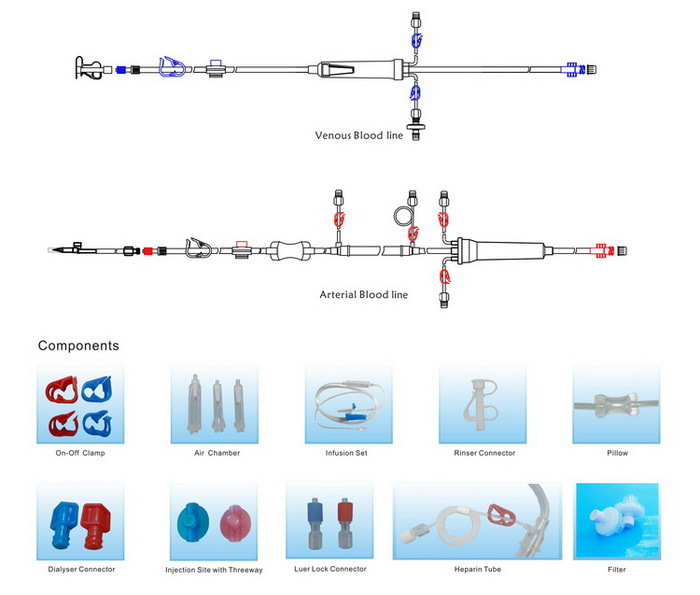 Venous Blood line
Arterial Blood line
Components
On-Off Clamp
Air Chamber
Infusion Set
Rinser Connector
Pillow
Dialyser Connector
Injection Site with Threeway
Luer Lock Connector
Heparin Tube
Filter